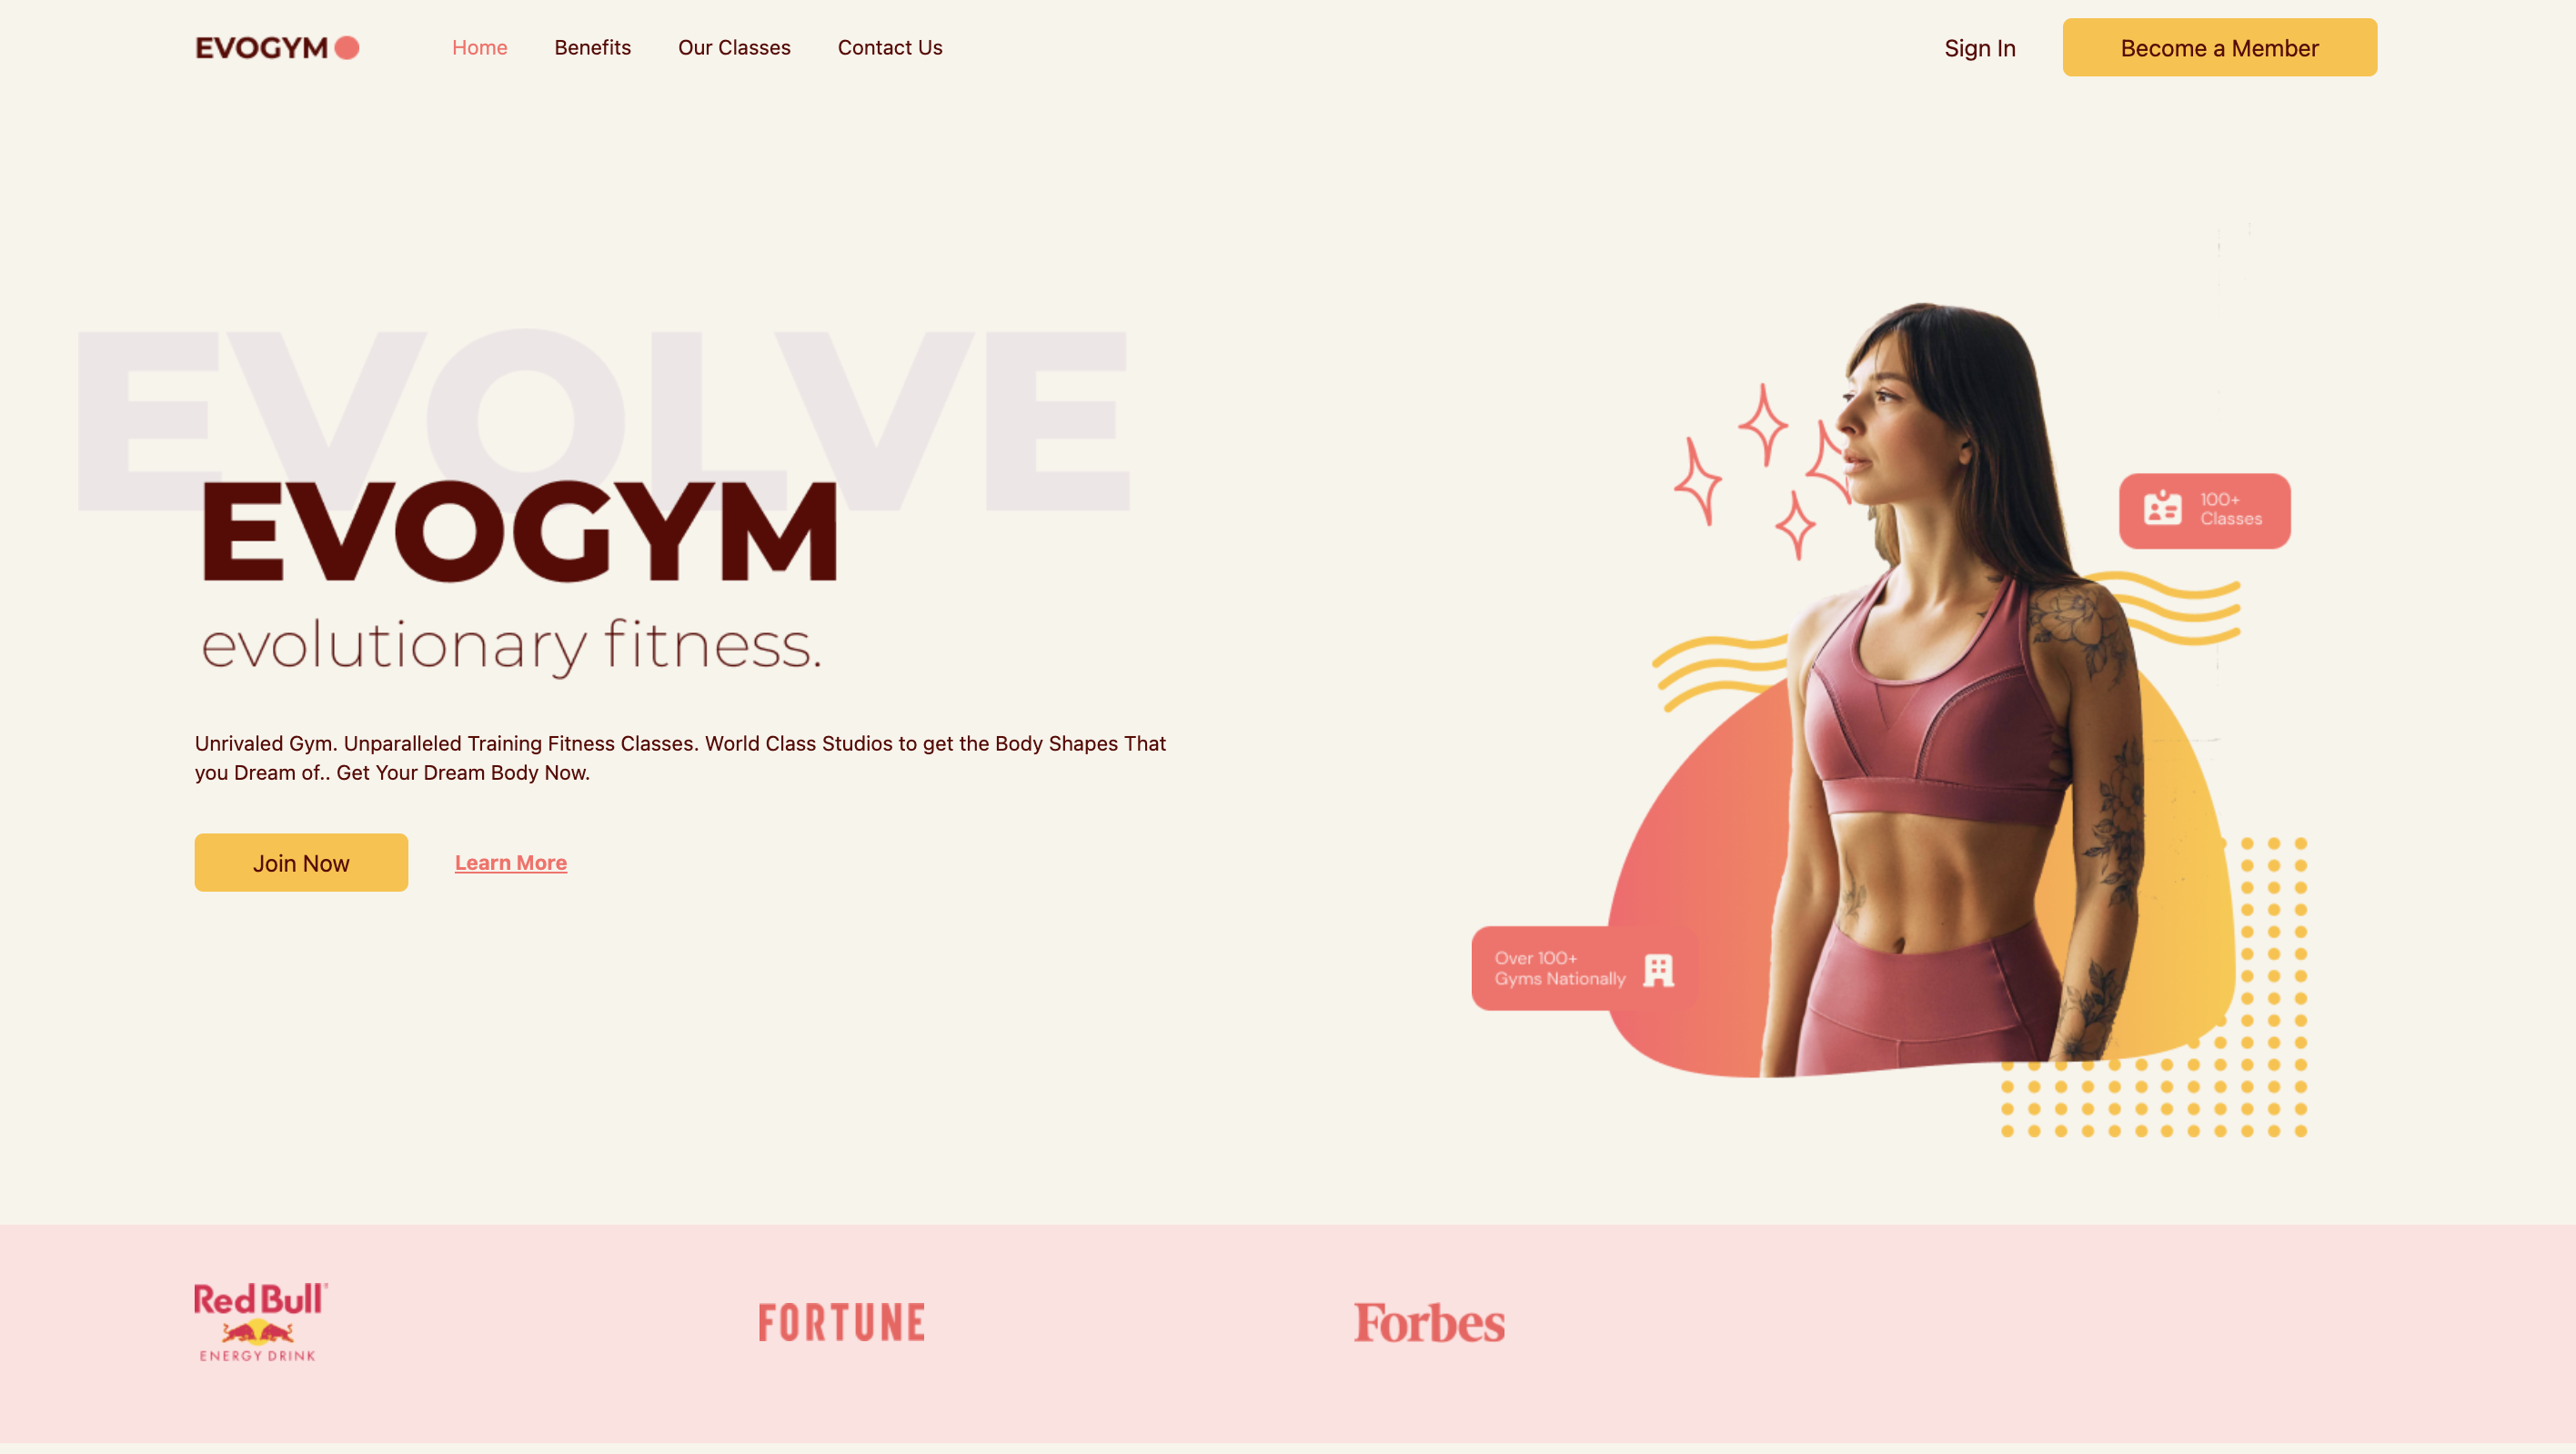 EVOGYM
Home
Benefits
Our Classes
Contact Us
Sign In
Become a Member
EVOLVE
EVOGYM
evolutionary fitness.
Unrivaled Gym. Unparalleled Training Fitness Classes. World Class Studios to get the Body Shapes That
you Dream of.. Get Your Dream Body Now.
Join Now
Learn More
100+
Classes
Over 100+
Gyms Nationally
Red Bull
ENERGY DRINK
FORTUNE
Forbes